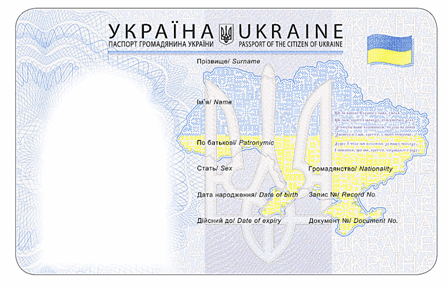 УКРАЇНА UKRAINE
ПАСПОРТ ГРОМАДЯНИНА УКРАЇНИ PASSPORT OF THE CITIZEN OF UKRAINE
Прізвище/ Surname
Ім'я/ Name
По батькові/ Patronymic
Стать/ Sex Громадянство/ Nationality
Дата народження/ Date of birth Запис №/ Record No.
Дійсний до/ Date of expiry Документ №/ Document No.